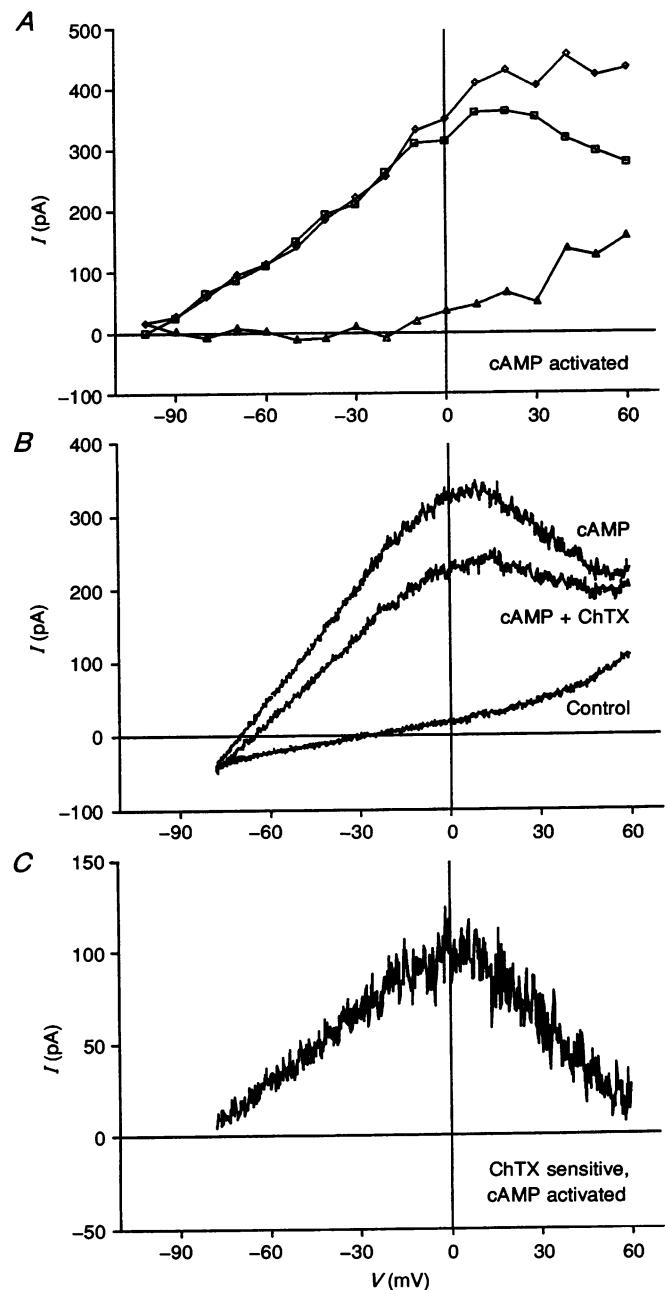 A
500
400
300
200
100
0
−100
I (pA)
−90
−60
−30
0
30
60
cAMP activated
B
400
300
200
100
0
−100
I (pA)
−90
−60
−30
0
30
60
cAMP
cAMP + ChTX
Control
C
150
100
50
0
−50
I (pA)
−90
−60
−30
0
30
60
ChTX sensitive,
cAMP activated
V (mV)